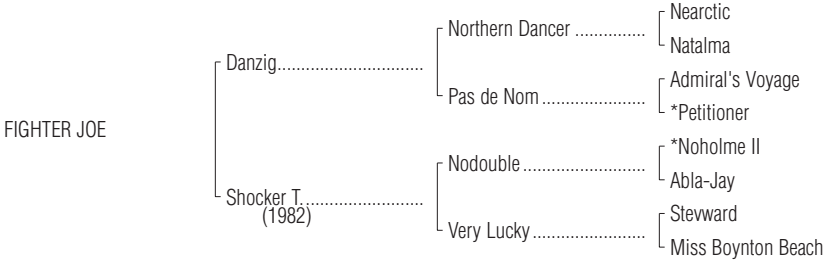 Nearctic
Northern Dancer ...............
Natalma
Danzig...............................
Admiral's Voyage
Pas de Nom ......................
*Petitioner
FIGHTER JOE
*Noholme II
Nodouble ..........................
Abla-Jay
Shocker T. .........................
(1982)
Stevward
Very Lucky ........................
Miss Boynton Beach